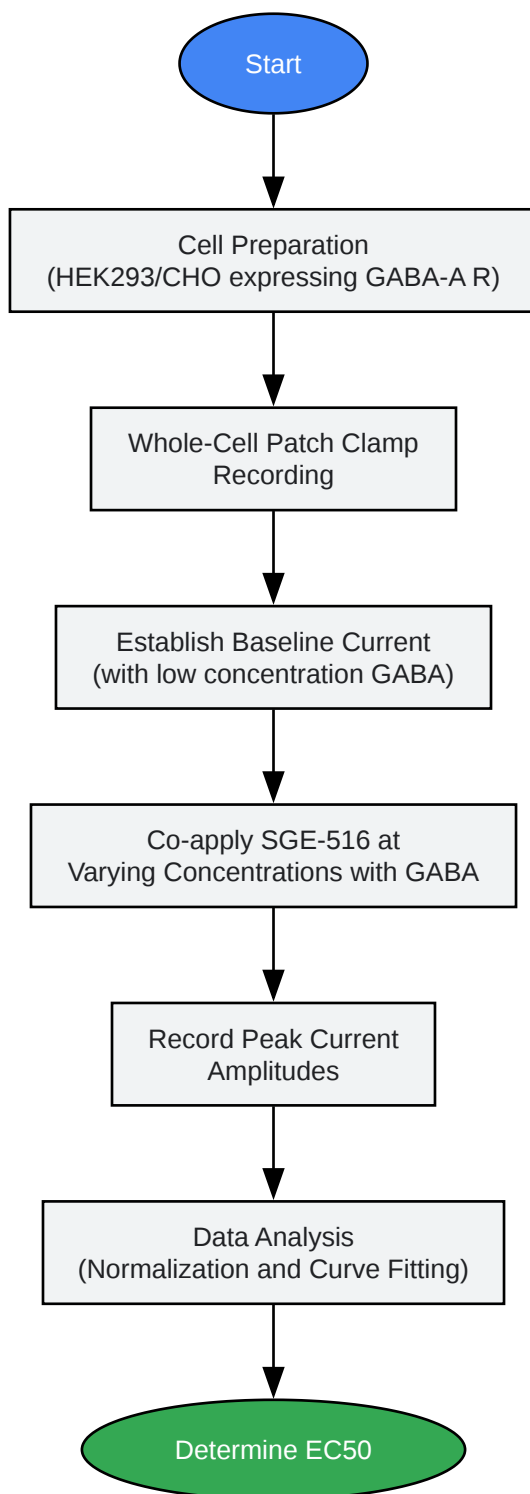 Start
Cell Preparation
(HEK293/CHO expressing GABA-A R)
Whole-Cell Patch Clamp
Recording
Establish Baseline Current
(with low concentration GABA)
Co-apply SGE-516 at
Varying Concentrations with GABA
Record Peak Current
Amplitudes
Data Analysis
(Normalization and Curve Fitting)
Determine EC50